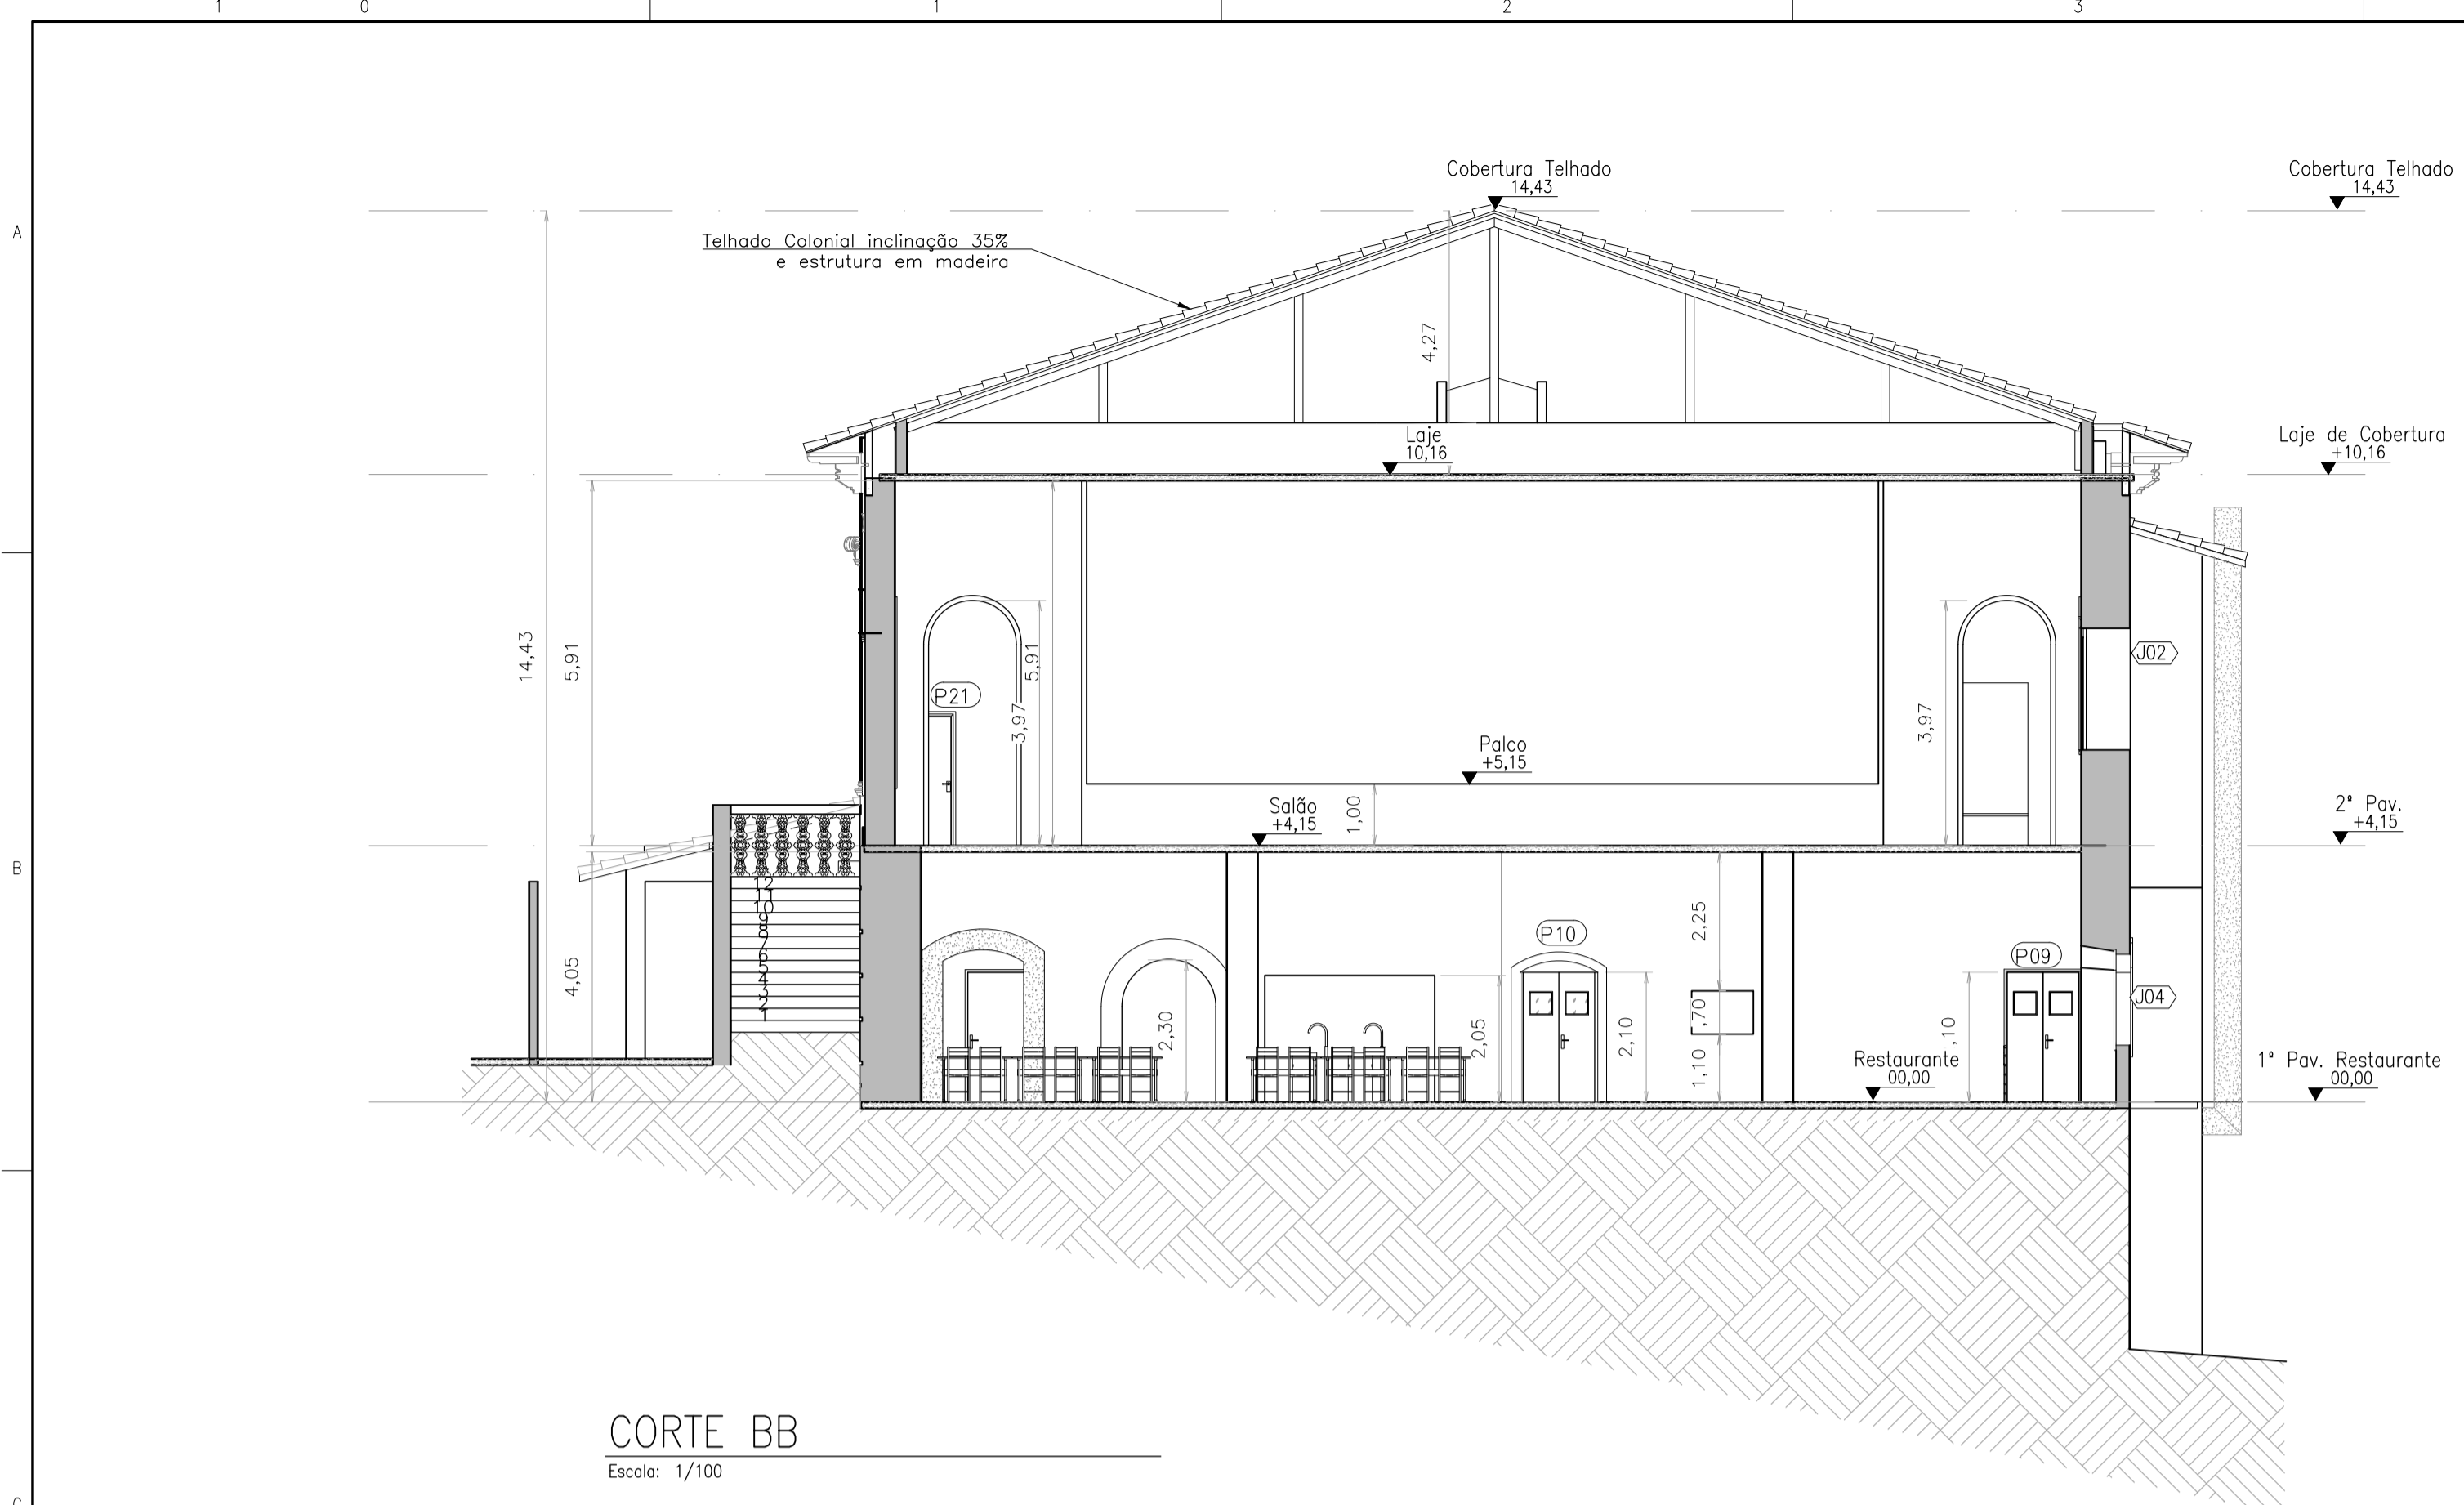 1 0 1 2 3
Cobertura Telhado
14,43
Cobertura Telhado
14,43
A
Telhado Colonial inclinação 35%
e estrutura em madeira
4,27
Laje
10,16
Laje de Cobertura
+10,16
14,43
5,91
5,91
3,97
P21
J02
3,97
Palco
+5,15
1,00
Salão
+4,15
2ª Pav.
+4,15
B
12
11
10
9
8
7
6
5
4
3
2
1
4,05
2,30
2,05
P10
2,10
2,25
,70
1,10
P09
,10
J04
Restaurante
00,00
1ª Pav. Restaurante
00,00
CORTE BB
Escala: 1/100
C